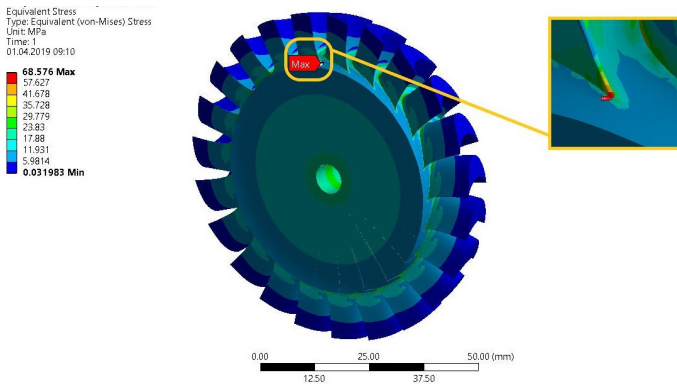 Equivalent Stress
Type: Equivalent (von-Mises) Stress
Unit: MPa
Time: 1
01.04.2019 09:10
68.576 Max
57.627
41.678
35.728
29.779
23.83
17.88
11.931
5.9814
0.031983 Min
Max
0.00
25.00
50.00 (mm)
12.50
37.50